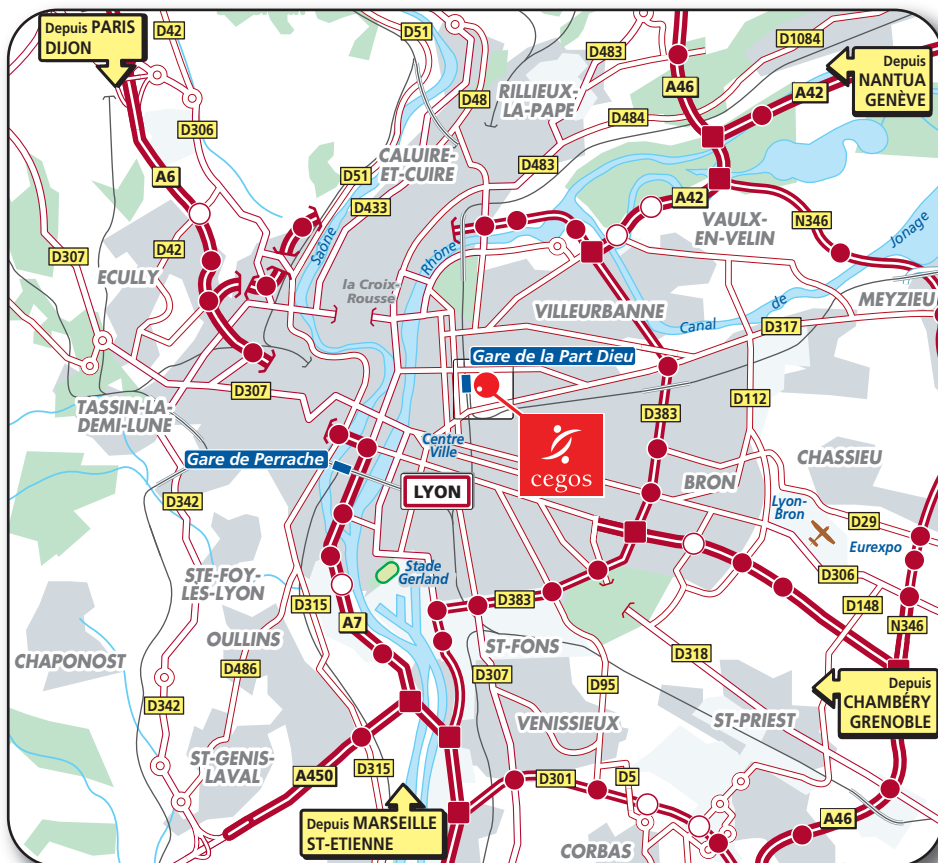 Depuis PARIS
DIJON
D42
D51
D483
D1084
A46
A42
Depuis
NANTUA
GENÈVE
RILLIEUX-
LA-PAPE
D48
D484
D306
CALUIRE-
ET-CUIRE
D483
D51
A6
D433
A42
VAULX-
EN-VELIN
N346
Jonage
D42
D307
Saône
Rhône
ECULLY
la Croix-
Rousse
VILLEURBANNE
de
MEYZIEU
Canal
D317
Gare de la Part Dieu
D307
D112
TASSIN-LA-
DEMI-LUNE
D383
Centre
Ville
cegos
Gare de Perrache
CHASSIEU
BRON
LYON
D342
Lyon-
Bron
D29
Eurexpo
Stade
Gerland
STE-FOY-
LES-LYON
D306
D315
D383
D148
A7
N346
OULLINS
ST-FONS
CHAPONOST
D486
D307
D318
D95
Depuis
CHAMBÉRY
GRENOBLE
D342
VENISSIEUX
ST-PRIEST
ST-GENIS-
LAVAL
A450
D315
D301
D5
Depuis MARSEILLE
ST-ETIENNE
A46
CORBAS